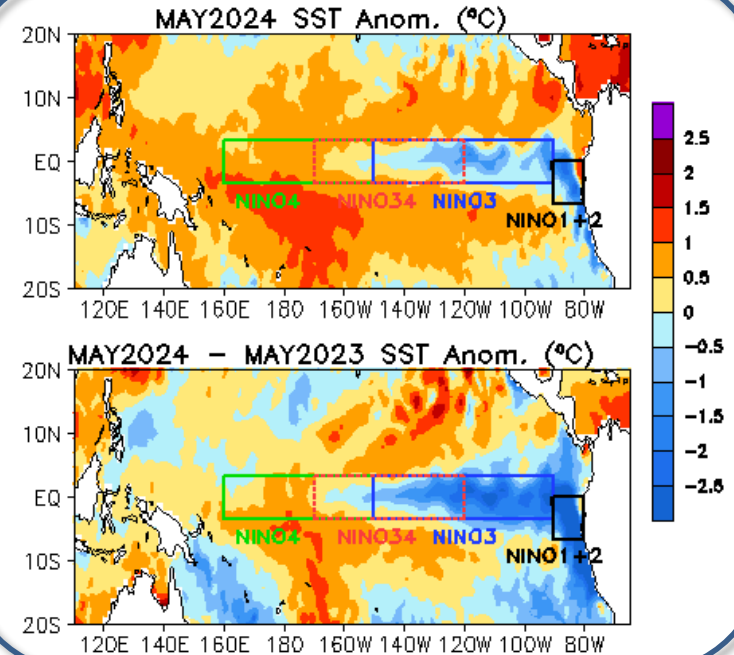 MAY2024 SST Anom. (ºC)
20N
10N
EQ
10S
20S
NINO4 NINO34 NINO3
NINO1+2
120E 140E 160E 180 160W 140W 120W 100W 80W
MAY2024 – MAY2023 SST Anom. (ºC)
20N
10N
EQ
10S
20S
NINO4 NINO34 NINO3
NINO1+2
120E 140E 160E 180 160W 140W 120W 100W 80W
2.5
2
1.5
1
0.5
0
−0.5
−1
−1.5
−2
−2.5